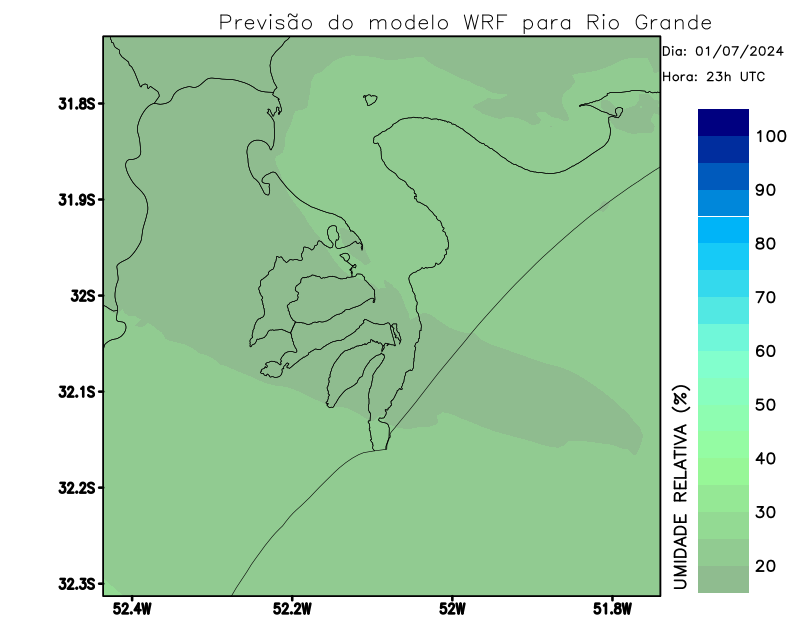 Previsão do modelo WRF para Rio Grande
Dia: 01/07/2024
Hora: 23h UTC
31.8S
31.9S
32S
32.1S
32.2S
32.3S
52.4W
52.2W
52W
51.8W
UMIDADE RELATIVA (%)
100
90
80
70
60
50
40
30
20